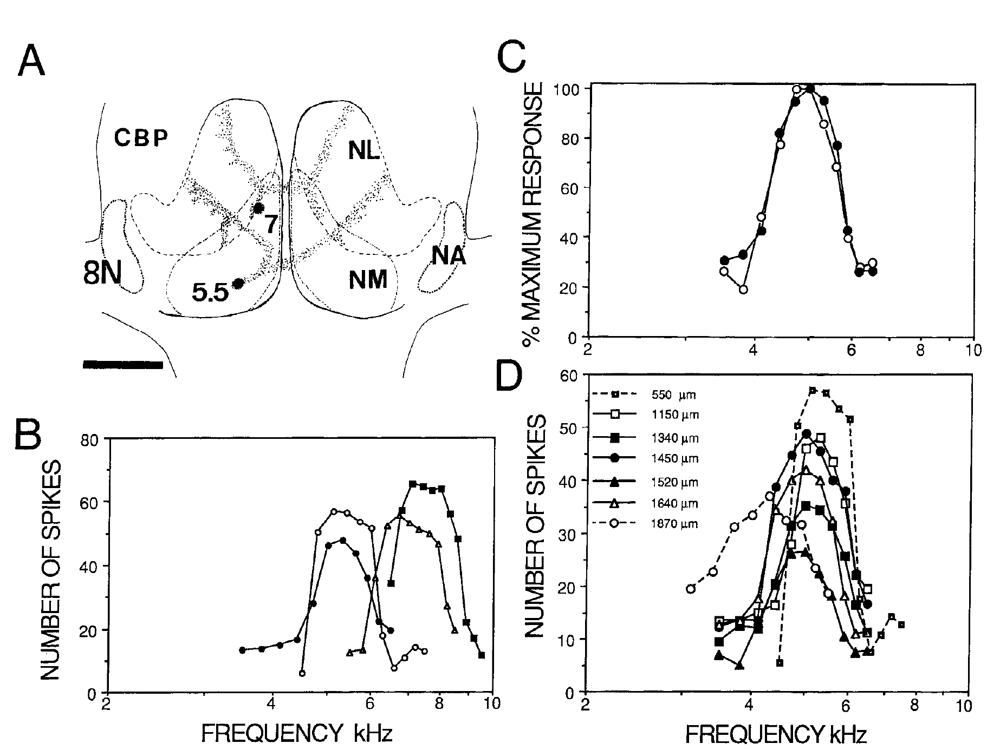 A
CBP
NL
7
8N
NA
NM
5.5
B
NUMBER OF SPIKES
80
60
40
20
0
2
4
6
8
10
FREQUENCY kHz
C
% MAXIMUM RESPONSE
100
80
60
40
20
0
2
4
6
8
10
D
NUMBER OF SPIKES
60
50
40
30
20
10
0
550 µm
1150 µm
1340 µm
1450 µm
1520 µm
1640 µm
1870 µm
2
4
6
8
10
FREQUENCY kHz